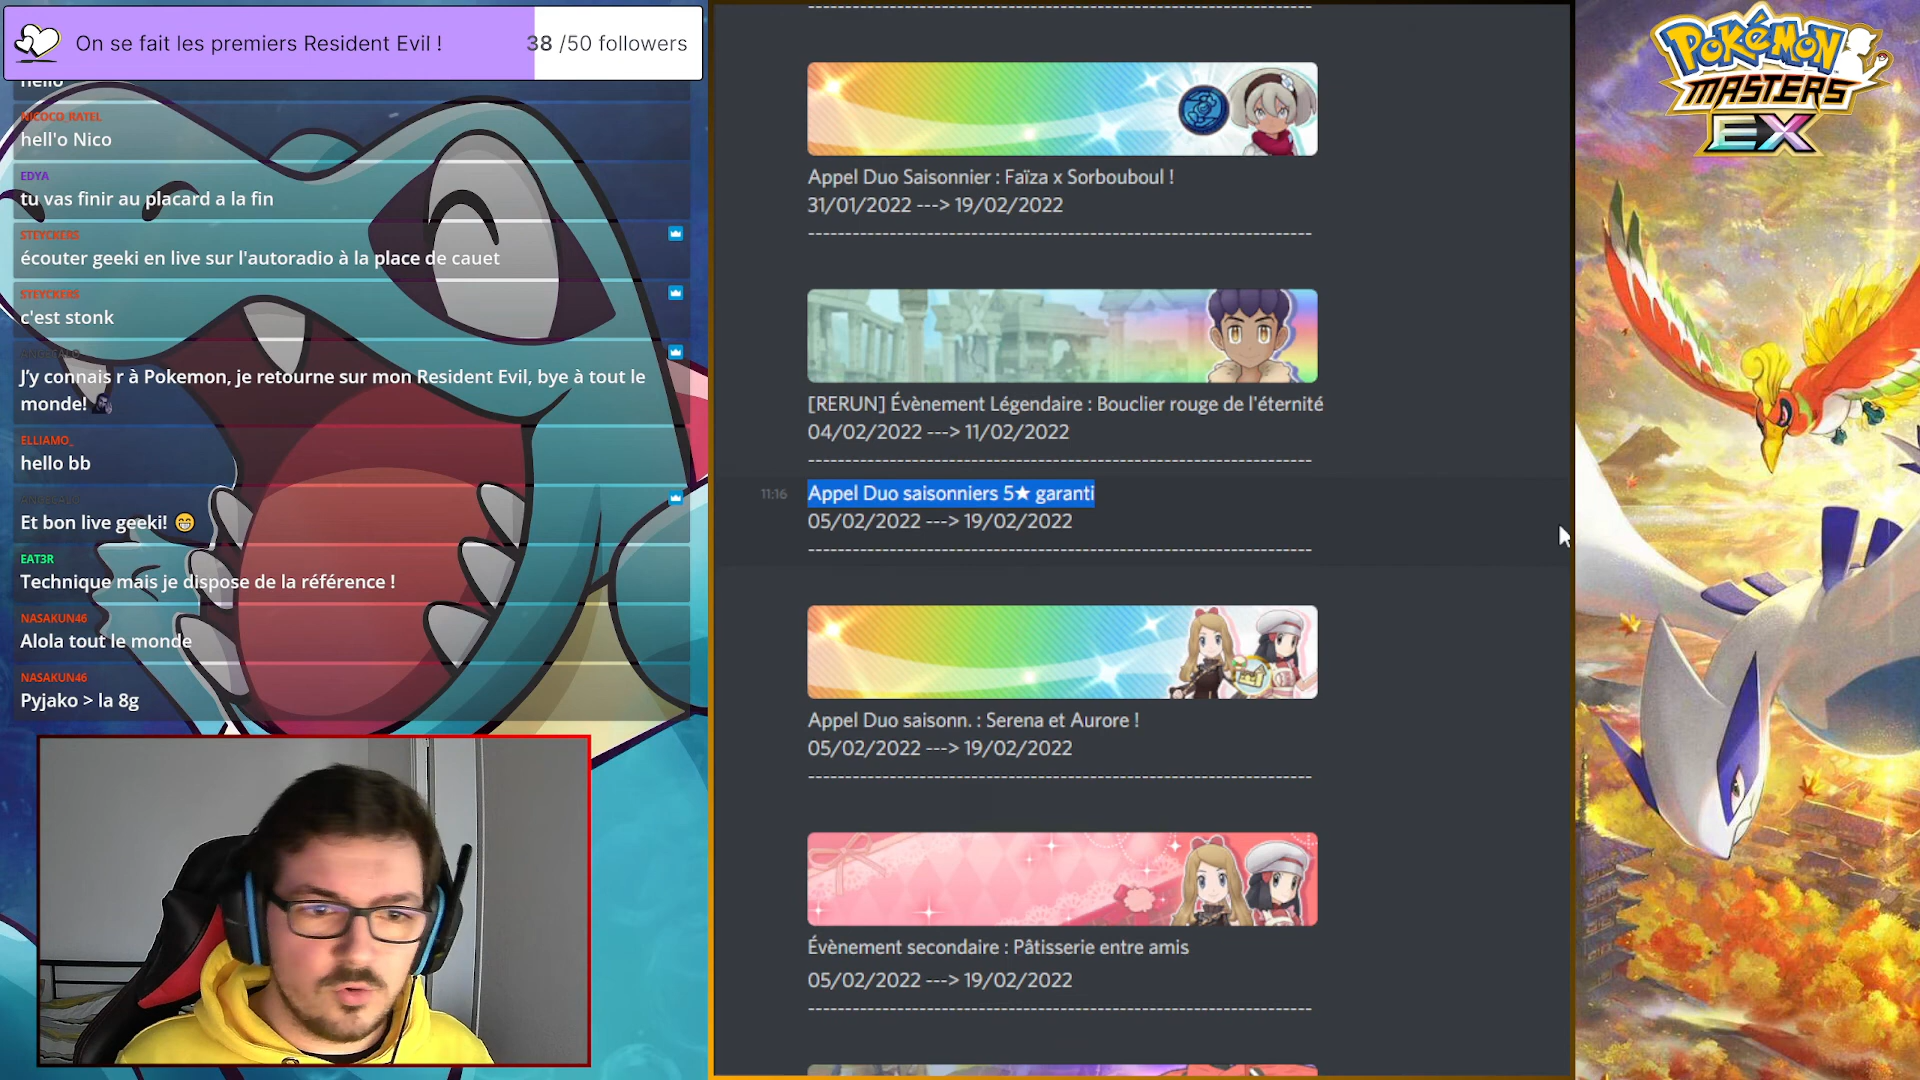 On se fait les premiers Resident Evil !
38 /50 followers
hello
NICOCO_RATEL
hell'o Nico
EDYA
tu vas finir au placard a la fin
STEYCKERS
écouter geeki en live sur l'autoradio à la place de cauet
STEYCKERS
c'est stonk
J'y connais r à Pokemon, je retourne sur mon Resident Evil, bye à tout le
monde!
ELLIAMO_
hello bb
Et bon live geeki!
EAT3R
Technique mais je dispose de la référence !
NASAKUN46
Alola tout le monde
NASAKUN46
Pyjako > la 8g
Appel Duo Saisonnier : Faïza x Sorbouboul !
31/01/2022 ---> 19/02/2022
[RERUN] Évènement Légendaire : Bouclier rouge de l'éternité
04/02/2022 ---> 11/02/2022
11:16
Appel Duo saisonniers 5★ garanti
05/02/2022 ---> 19/02/2022
Appel Duo saisonn. : Serena et Aurore !
05/02/2022 ---> 19/02/2022
Évènement secondaire : Pâtisserie entre amis
05/02/2022 ---> 19/02/2022
POKÉMON
MASTERS
EX